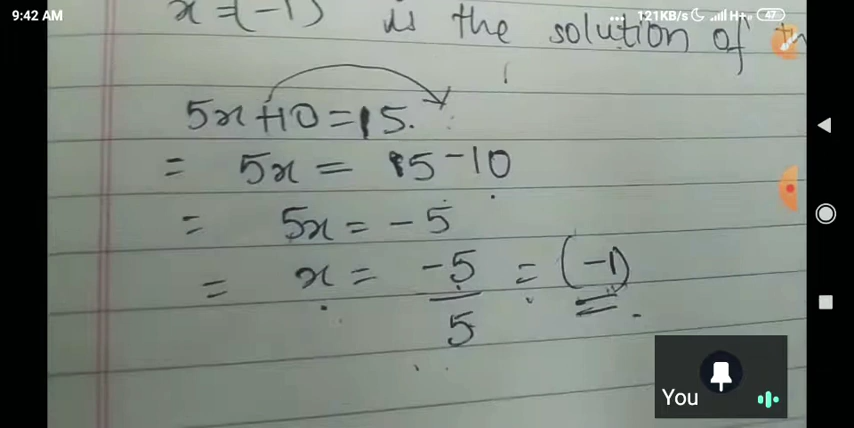 9:42 AM ... 121KB/s H+ 47
x=(-1) is the solution of
5x+10=15.
= 5x = 15-10
= 5x = -5
= x = -5/5 = (-1)
You